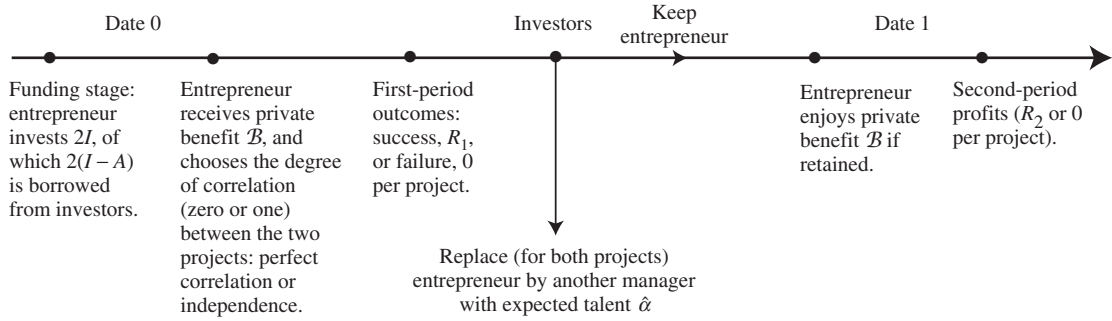 Date 0
Investors
Keep
entrepreneur
Date 1
Funding stage:
entrepreneur
invests 2I, of
which 2(I – A)
is borrowed
from investors.
Entrepreneur
receives private
benefit ℬ, and
chooses the degree
of correlation
(zero or one)
between the two
projects: perfect
correlation or
independence.
First-period
outcomes:
success, R₁,
or failure, 0
per project.
Replace (for both projects)
entrepreneur by another manager
with expected talent α̂
Entrepreneur
enjoys private
benefit ℬ if
retained.
Second-period
profits (R₂ or 0
per project).